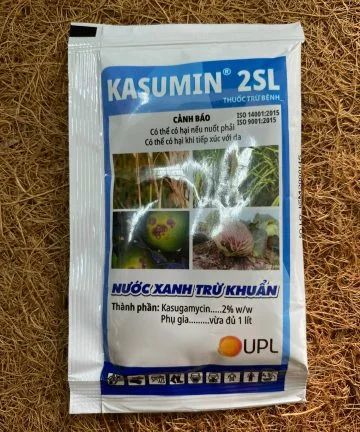 KASUMIN® 2SL
THUỐC TRỪ BỆNH
CẢNH BÁO
ISO 14001:2015
ISO 9001:2015
Có thể có hại nếu nuốt phải
Có thể có hại khi tiếp xúc với da
NƯỚC XANH TRỪ KHUẨN
Thành phần: Kasugamycin.....2% w/w
Phụ gia.........vừa đủ 1 lít
UPL